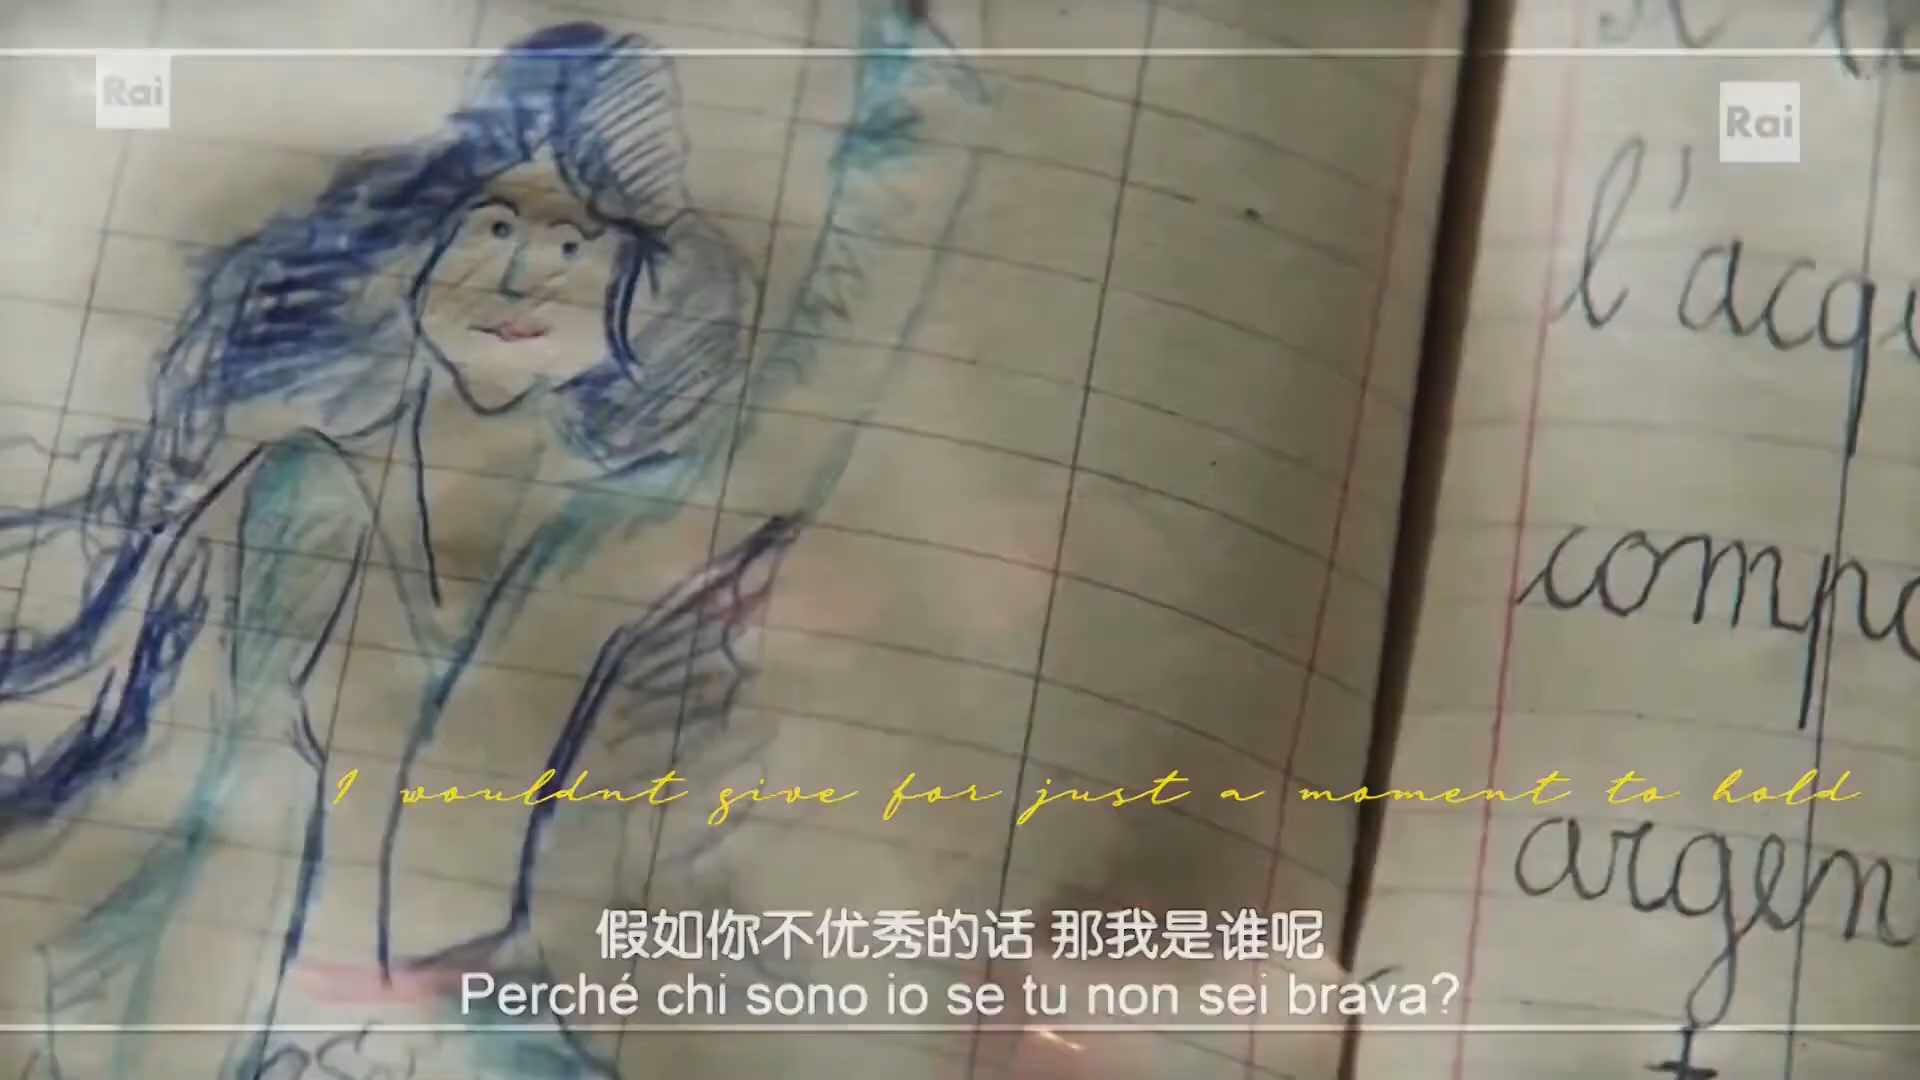 Rai
Rai
l'acq
comp
argen
I wouldnt give for just a moment to hold
假如你不优秀的话 那我是谁呢
Perché chi sono io se tu non sei brava?